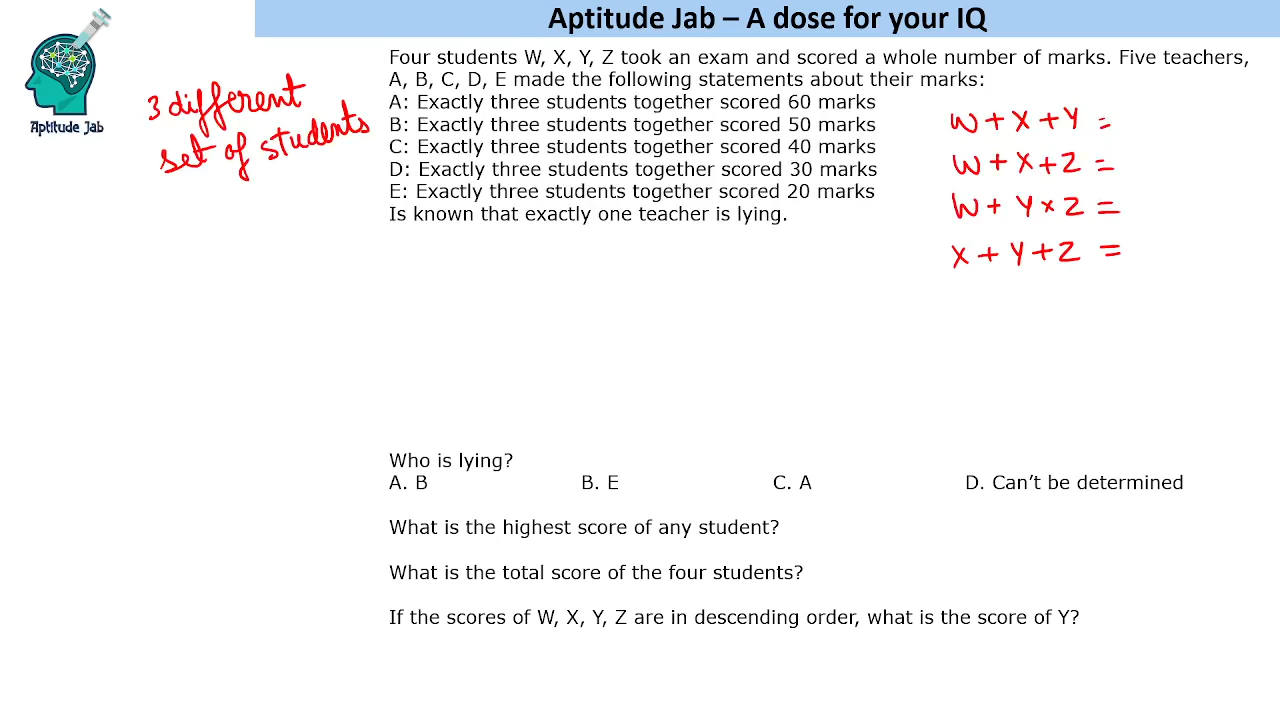 Aptitude Jab – A dose for your IQ
Aptitude Jab
3 different
set of students
Four students W, X, Y, Z took an exam and scored a whole number of marks. Five teachers,
A, B, C, D, E made the following statements about their marks:
A: Exactly three students together scored 60 marks
B: Exactly three students together scored 50 marks
C: Exactly three students together scored 40 marks
D: Exactly three students together scored 30 marks
E: Exactly three students together scored 20 marks
Is known that exactly one teacher is lying.
W + X + Y =
W + X + Z =
W + Y × Z =
X + Y + Z =
Who is lying?
A. B B. E C. A D. Can't be determined
What is the highest score of any student?
What is the total score of the four students?
If the scores of W, X, Y, Z are in descending order, what is the score of Y?